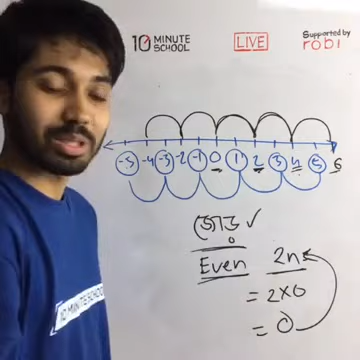 10 MINUTE SCHOOL
LIVE
Supported by
robi
-5 -4 -3 -2 -1 0 1 2 3 4 5 6
জোড় ✓
Even 2n
= 2×0
= 0
10 MINUTE SCHOOL